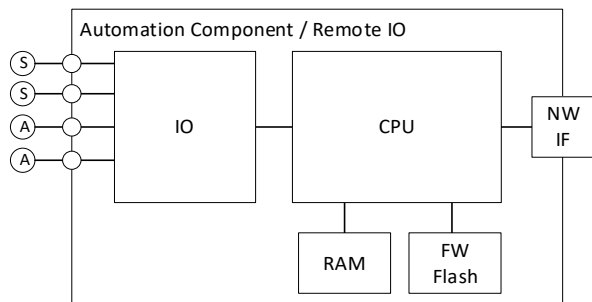 Automation Component / Remote IO
S
S
A
A
IO
CPU
NW
IF
RAM
FW
Flash